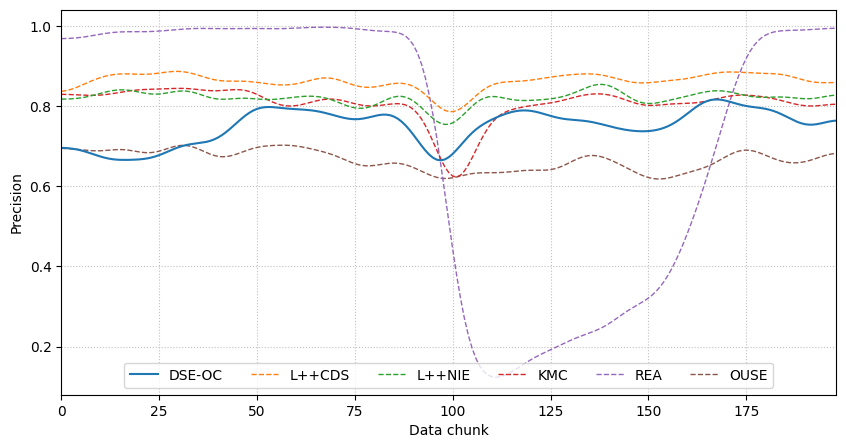 Precision
1.0
0.8
0.6
0.4
0.2
DSE-OC L++CDS L++NIE KMC REA OUSE
0 25 50 75 100 125 150 175
Data chunk